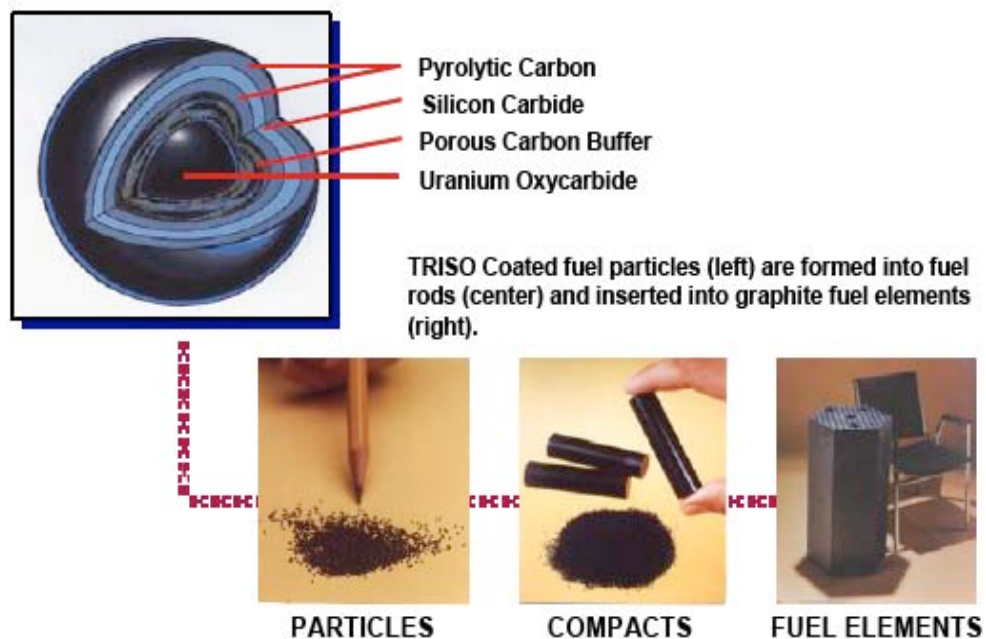 Pyrolytic Carbon
Silicon Carbide
Porous Carbon Buffer
Uranium Oxycarbide
TRISO Coated fuel particles (left) are formed into fuel
rods (center) and inserted into graphite fuel elements
(right).
PARTICLES
COMPACTS
FUEL ELEMENTS